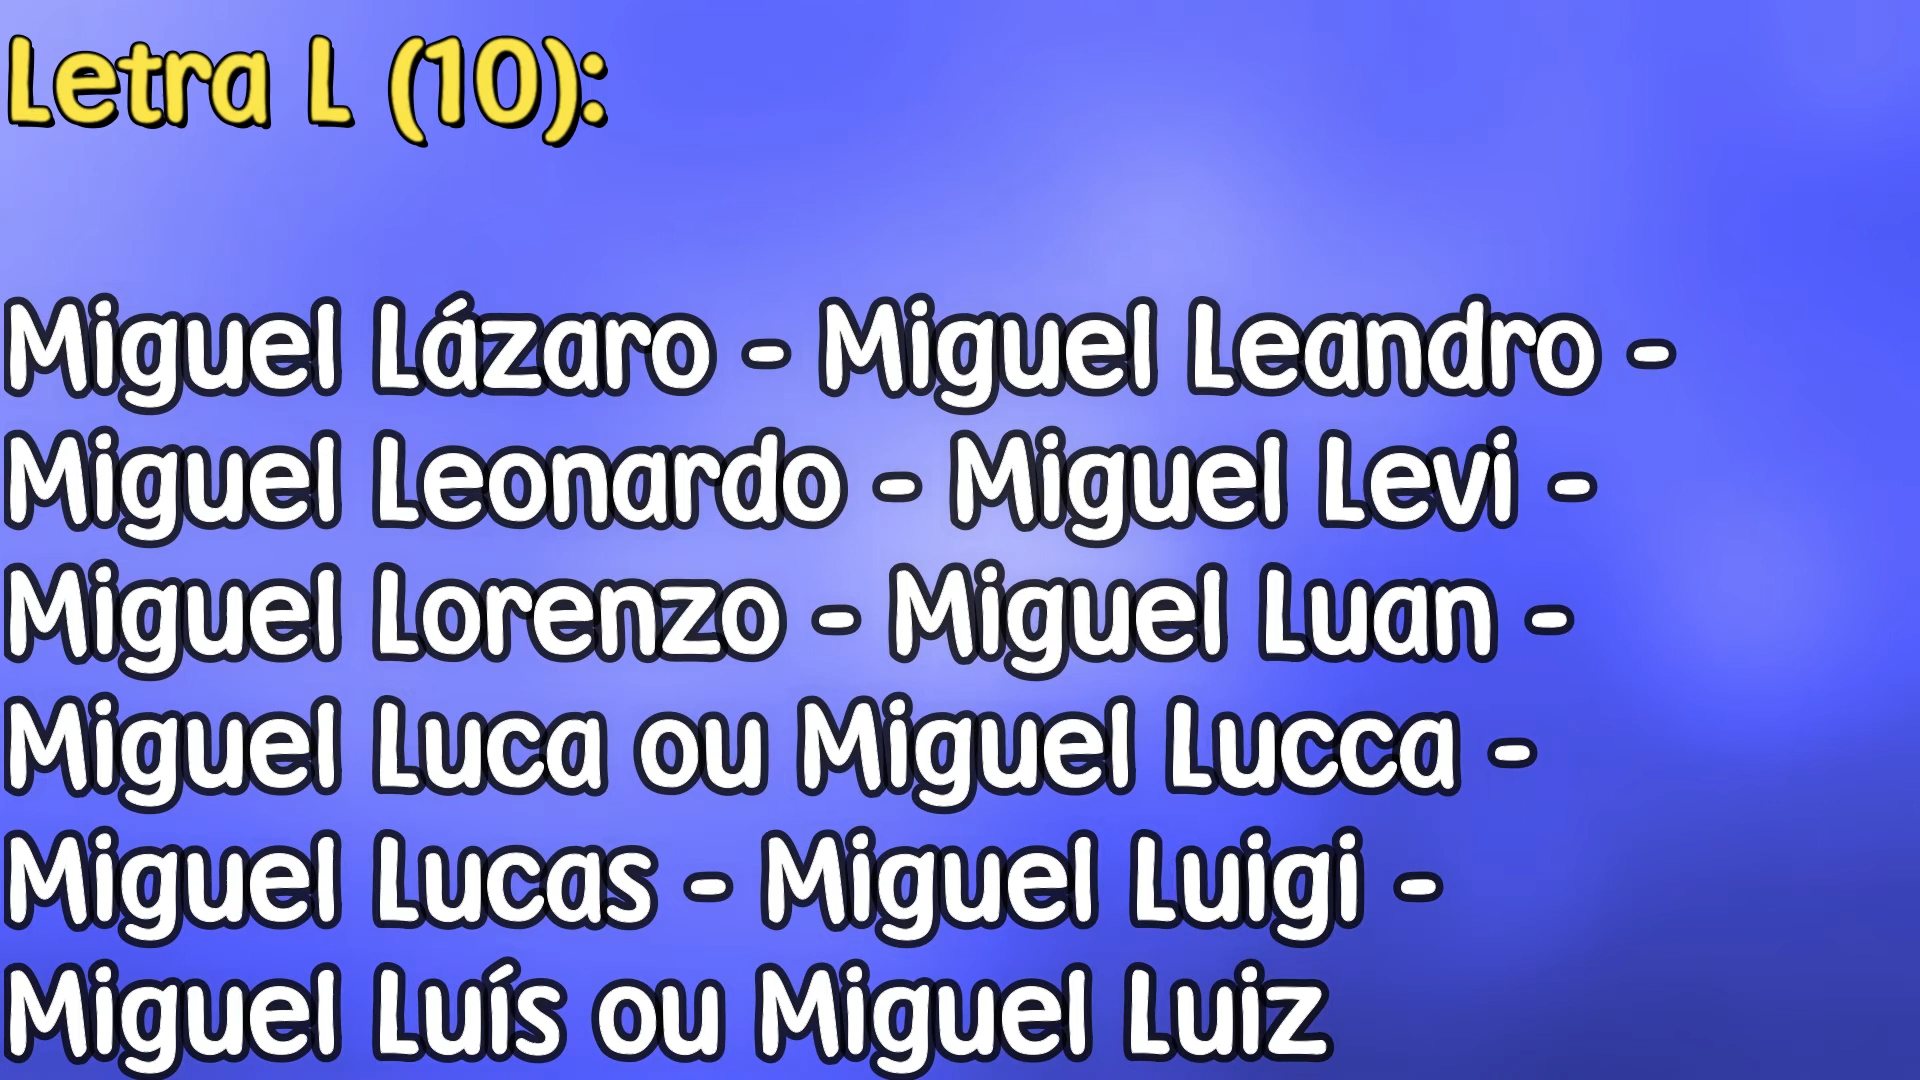 Letra L (10):
Miguel Lázaro - Miguel Leandro -
Miguel Leonardo - Miguel Levi -
Miguel Lorenzo - Miguel Luan -
Miguel Luca ou Miguel Lucca -
Miguel Lucas - Miguel Luigi -
Miguel Luís ou Miguel Luiz